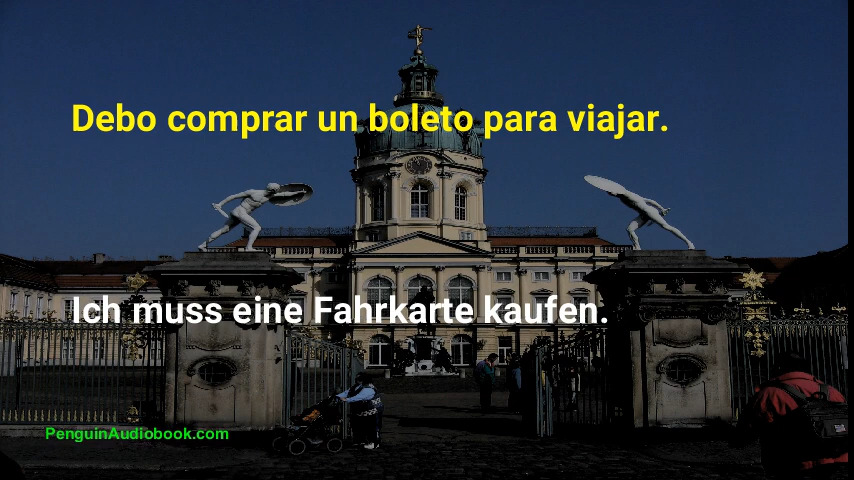 Debo comprar un boleto para viajar.
Ich muss eine Fahrkarte kaufen.
PenguinAudiobook.com